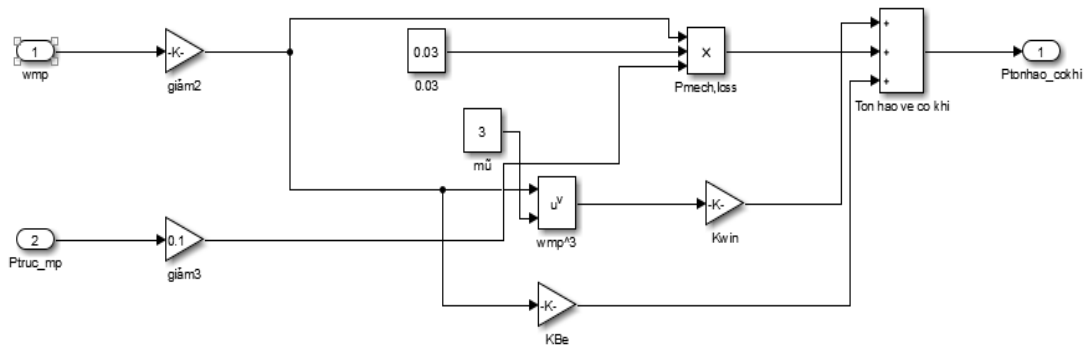 1
wmp
-K-
giảm2
0.03
0.03
X
Pmech,loss
+
+
+
Ton hao ve co khi
1
Ptonhao_cokhi
3
mũ
u^v
wmp^3
-K-
Kwin
2
Ptruc_mp
0.1
giảm3
-K-
KBe